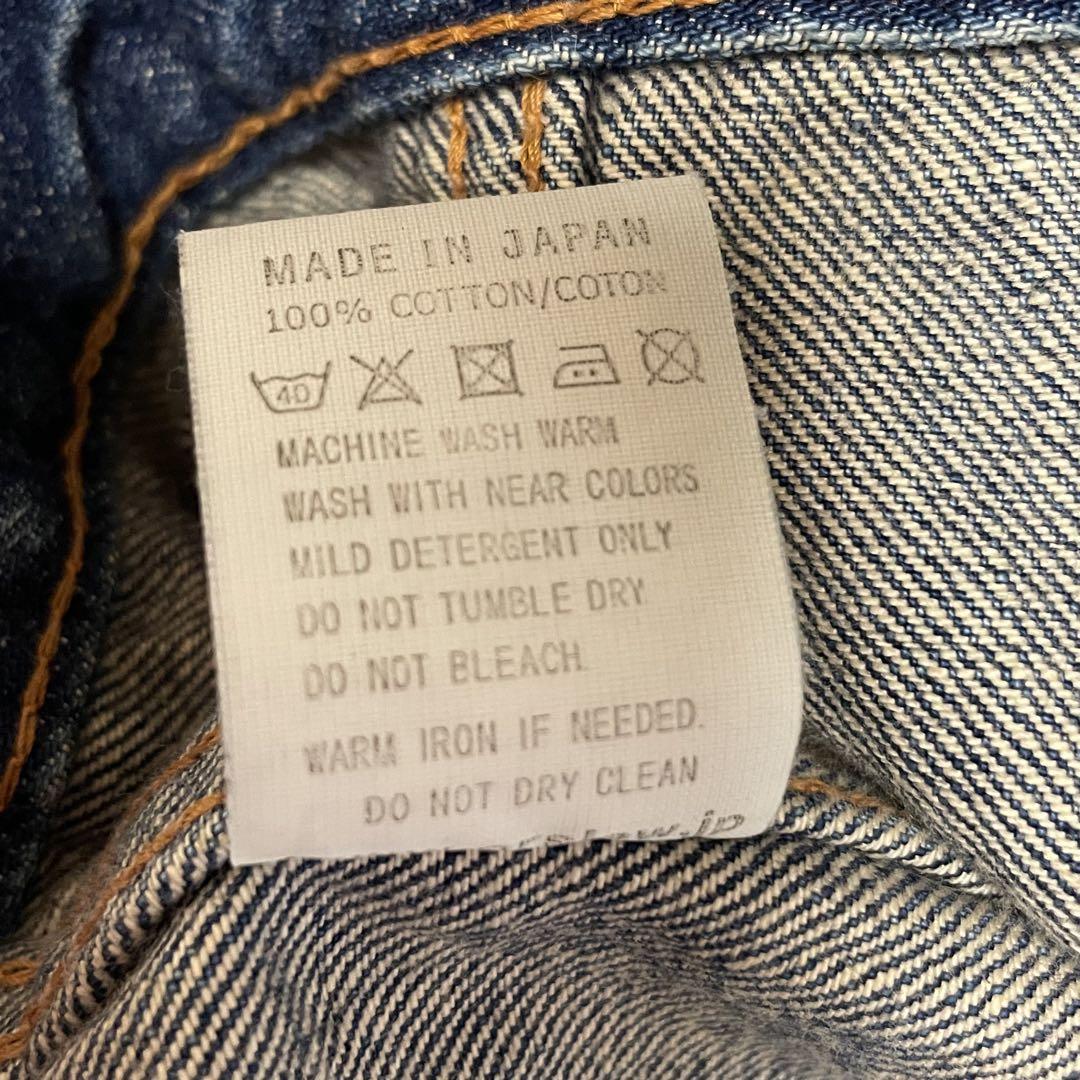 MADE IN JAPAN
100% COTTON/COTON
40
MACHINE WASH WARM
WASH WITH NEAR COLORS
MILD DETERGENT ONLY
DO NOT TUMBLE DRY
DO NOT BLEACH.
WARM IRON IF NEEDED.
DO NOT DRY CLEAN